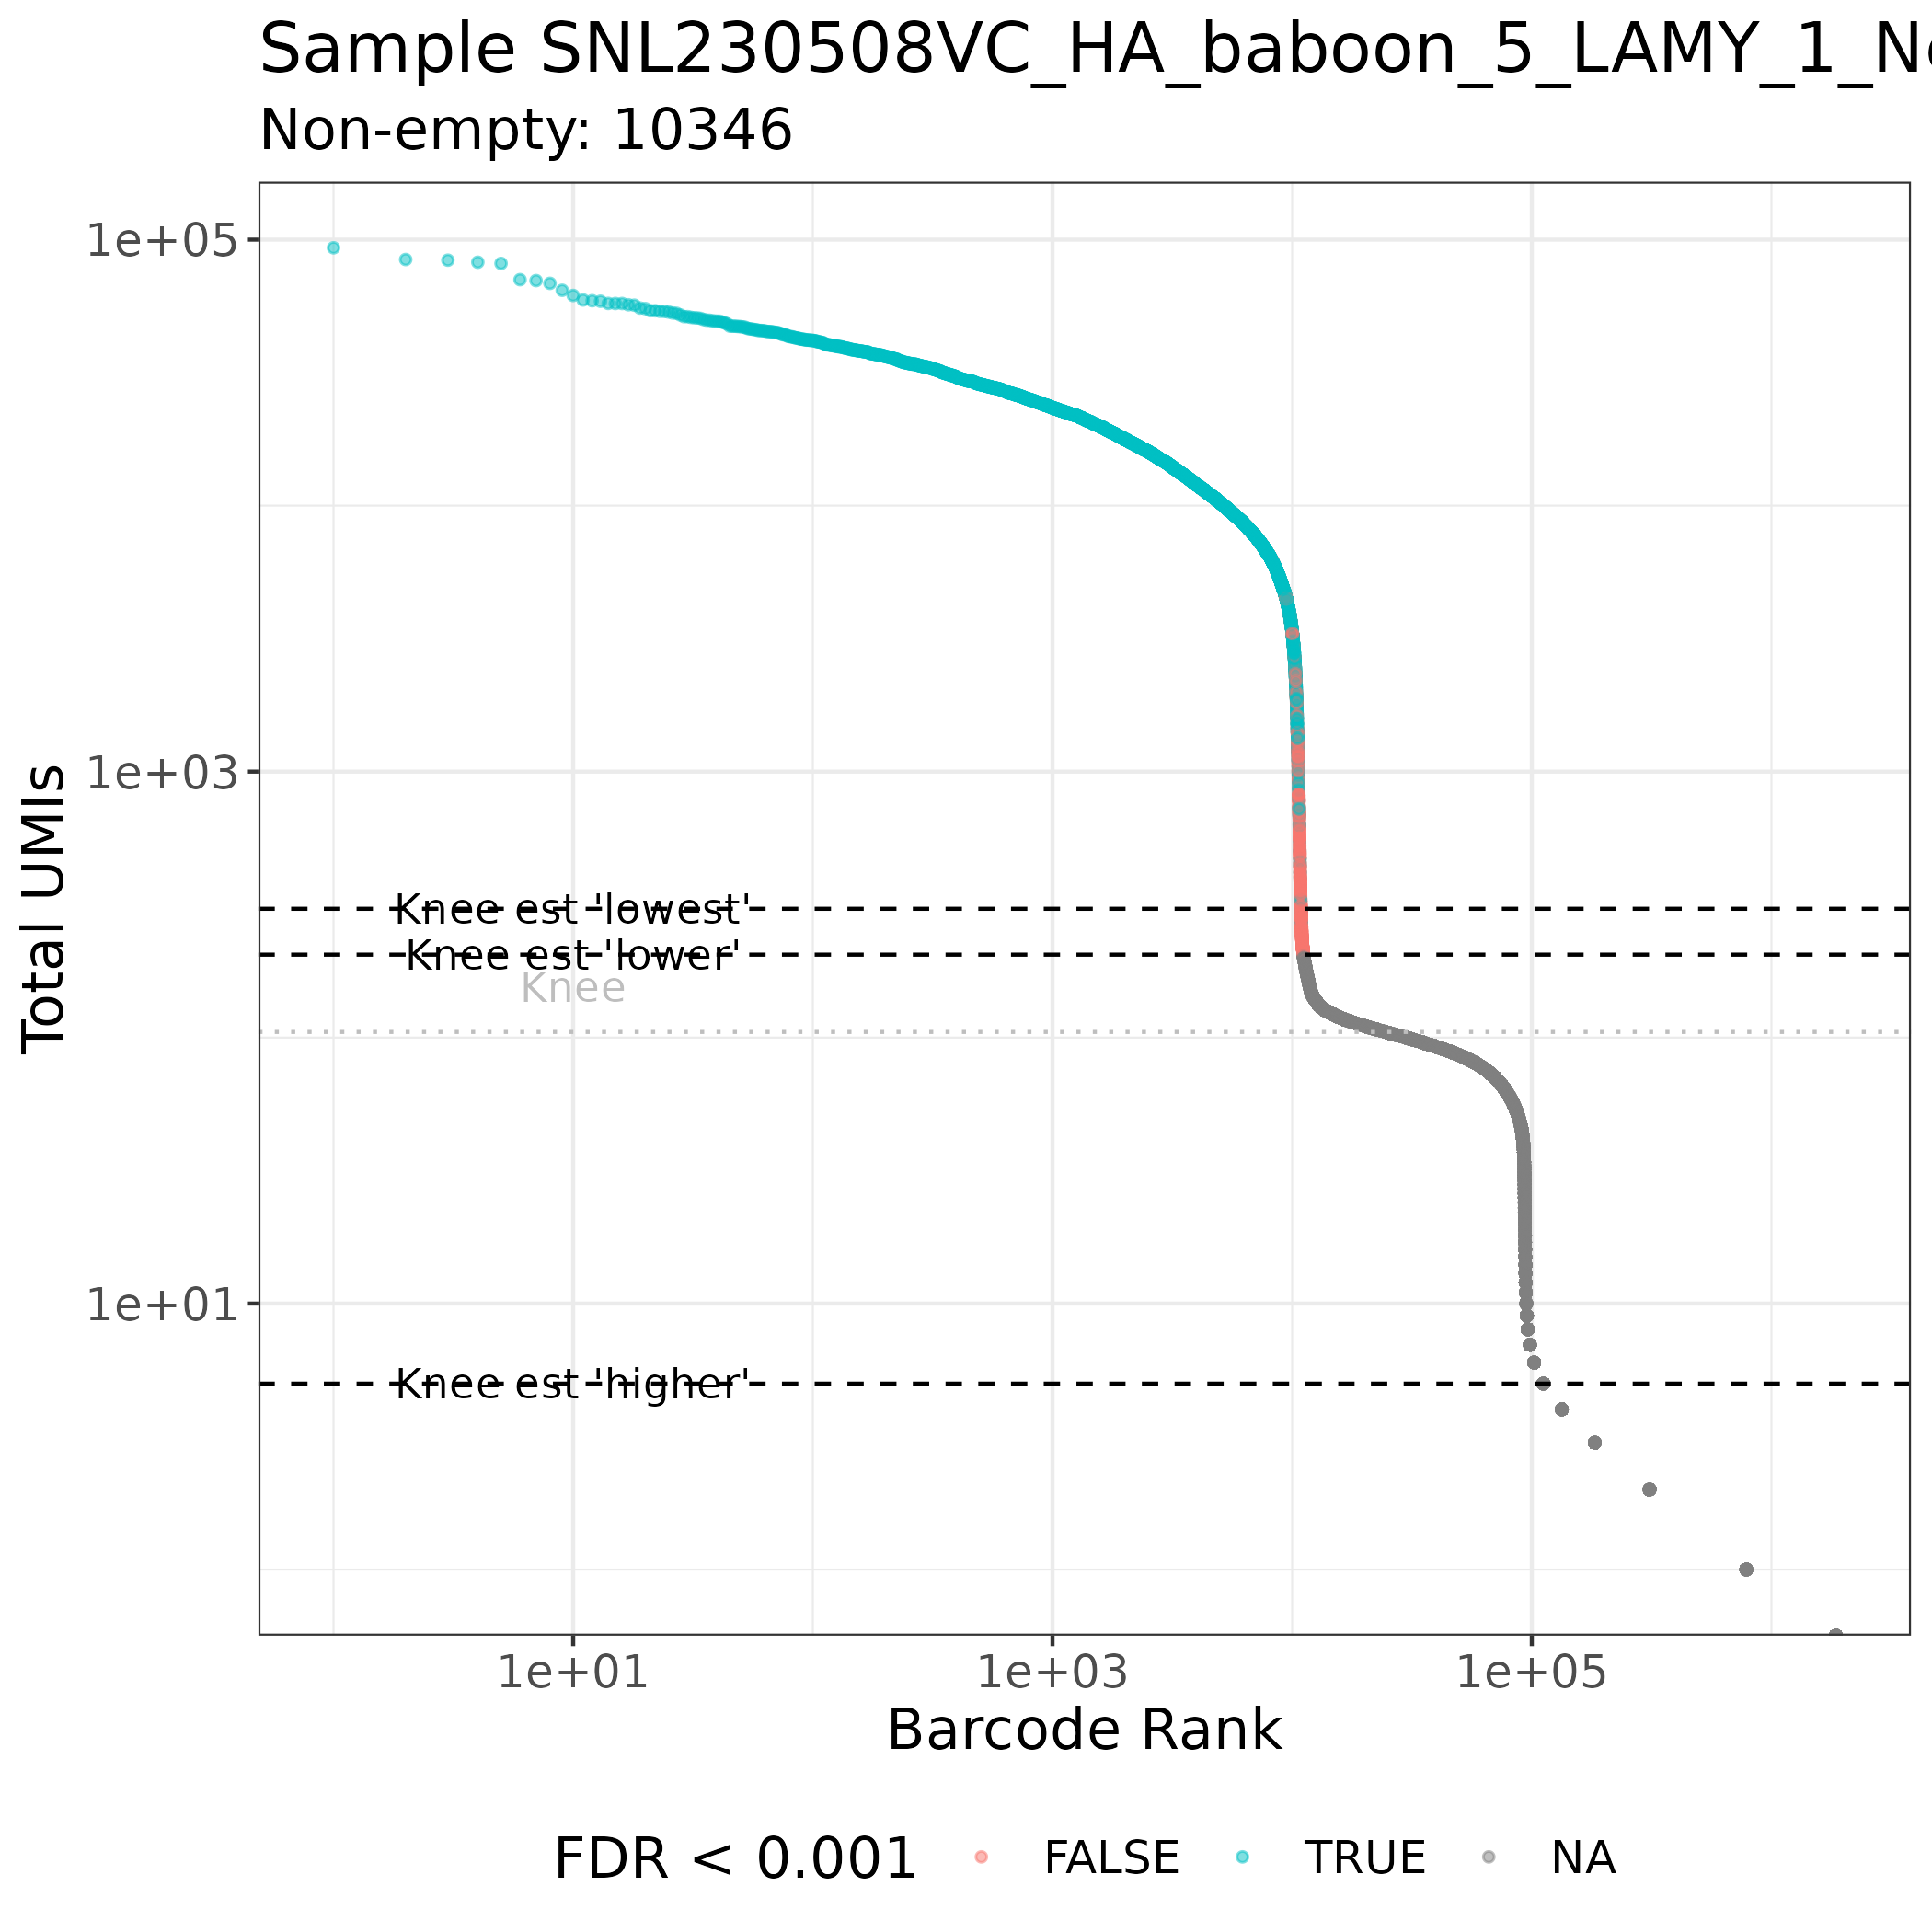 Sample SNL230508VC_HA_baboon_5_LAMY_1_N
Non-empty: 10346
1e+05
1e+03
1e+01
Total UMIs
Knee est 'lowest'
Knee est 'lower'
Knee
Knee est 'higher'
1e+01 1e+03 1e+05
Barcode Rank
FDR < 0.001 FALSE TRUE NA